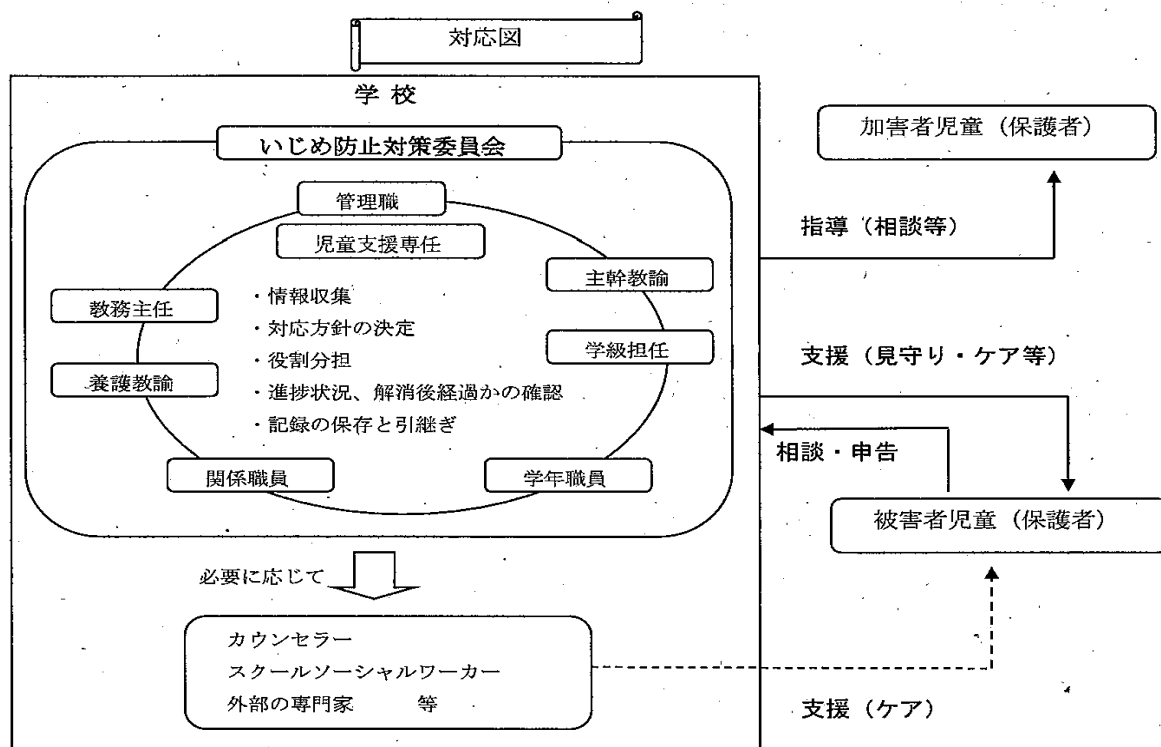 対応図
学校
いじめ防止対策委員会
管理職
児童支援専任
主幹教諭
教務主任
学級担任
養護教諭
・情報収集
・対応方針の決定
・役割分担
・進捗状況、解消後経過かの確認
・記録の保存と引継ぎ
関係職員
学年職員
必要に応じて
カウンセラー
スクールソーシャルワーカー
外部の専門家 等
加害者児童（保護者）
指導（相談等）
支援（見守り・ケア等）
相談・申告
被害者児童（保護者）
支援（ケア）